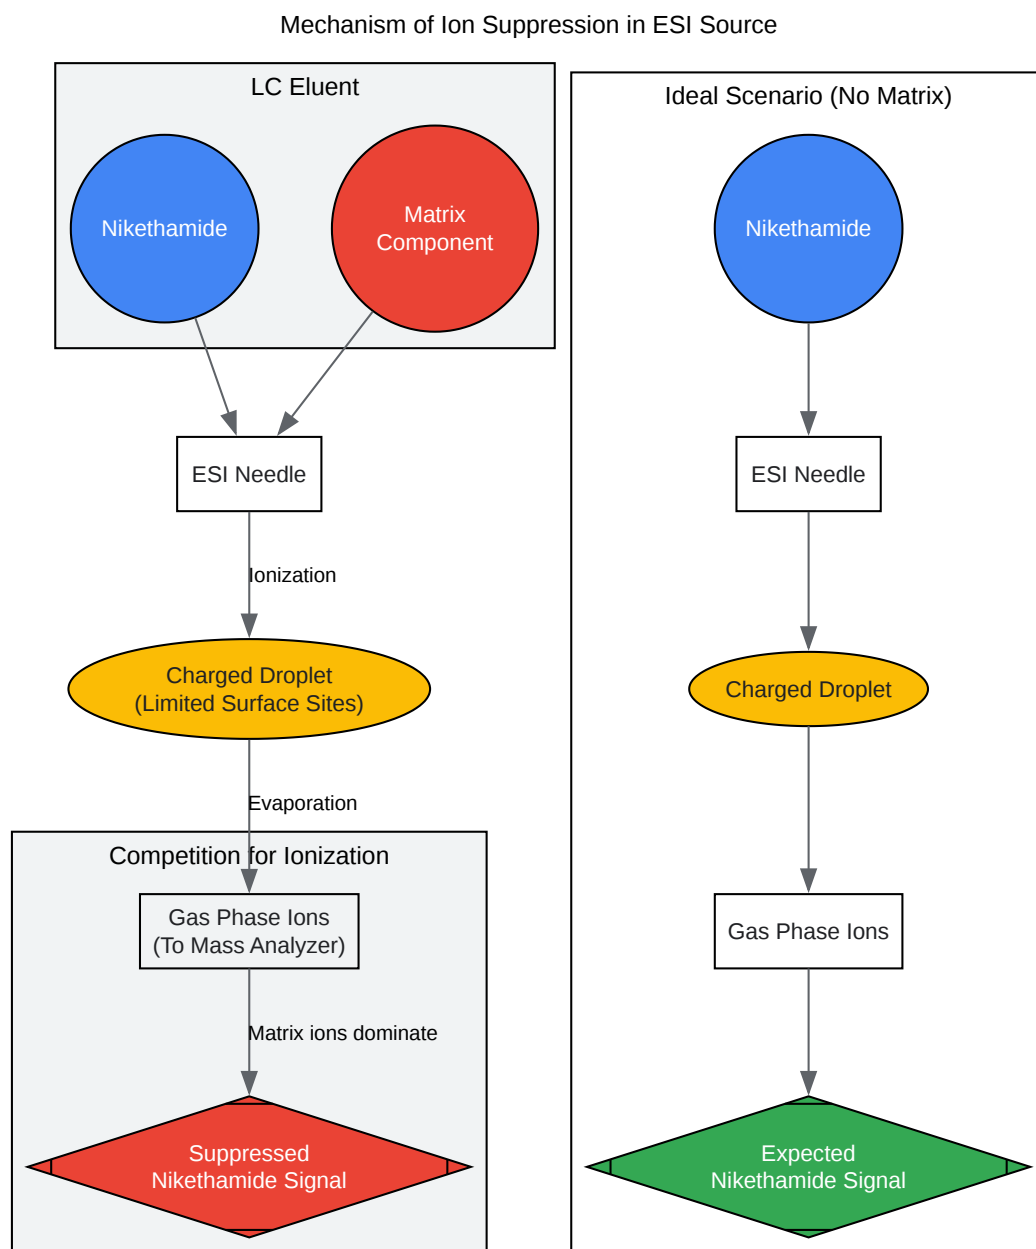 Mechanism of Ion Suppression in ESI Source
LC Eluent
Nikethamide
Matrix
Component
ESI Needle
Ionization
Charged Droplet
(Limited Surface Sites)
Evaporation
Competition for Ionization
Gas Phase Ions
(To Mass Analyzer)
Matrix ions dominate
Suppressed
Nikethamide Signal
Ideal Scenario (No Matrix)
Nikethamide
ESI Needle
Charged Droplet
Gas Phase Ions
Expected
Nikethamide Signal